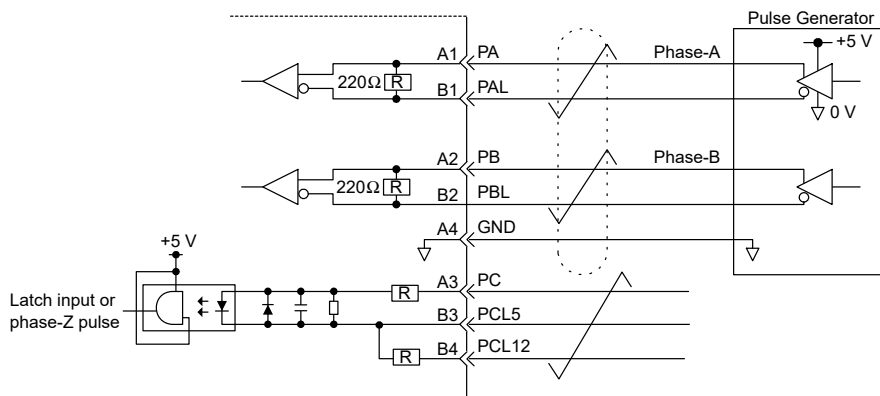 Pulse Generator
+5 V
A1 PA Phase-A
220Ω R
B1 PAL
0 V
A2 PB Phase-B
220Ω R
B2 PBL
A4 GND
+5 V
A3 PC
R
Latch input or
phase-Z pulse
B3 PCL5
B4 PCL12
R